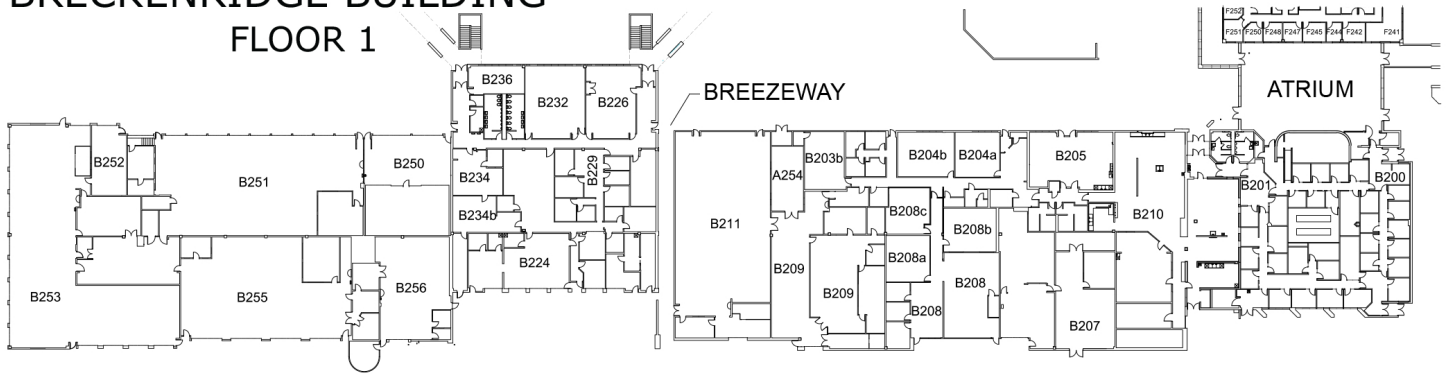 BRECKENRIDGE BUILDING
FLOOR 1
F252
F251 F250 F248 F247 F245 F244 F242 F241
ATRIUM
BREEZEWAY
B236
B232
B226
B252
B251
B250
B234
B229
B234b
B224
B253
B255
B256
A254
B203b
B204b
B204a
B205
B201
B200
B211
B208c
B210
B208b
B209
B208a
B209
B208
B208
B207